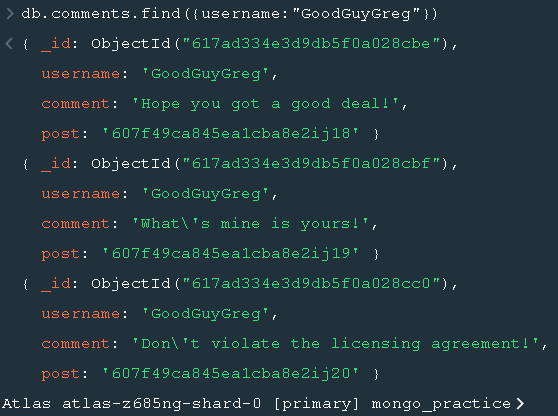 > db.comments.find({username:"GoodGuyGreg"})
< { _id: ObjectId("617ad334e3d9db5f0a028cbe"),
username: 'GoodGuyGreg',
comment: 'Hope you got a good deal!',
post: '607f49ca845ea1cba8e2ij18' }
{ _id: ObjectId("617ad334e3d9db5f0a028cbf"),
username: 'GoodGuyGreg',
comment: 'What\'s mine is yours!',
post: '607f49ca845ea1cba8e2ij19' }
{ _id: ObjectId("617ad334e3d9db5f0a028cc0"),
username: 'GoodGuyGreg',
comment: 'Don\'t violate the licensing agreement!',
post: '607f49ca845ea1cba8e2ij20' }
Atlas atlas-z685ng-shard-0 [primary] mongo_practice>